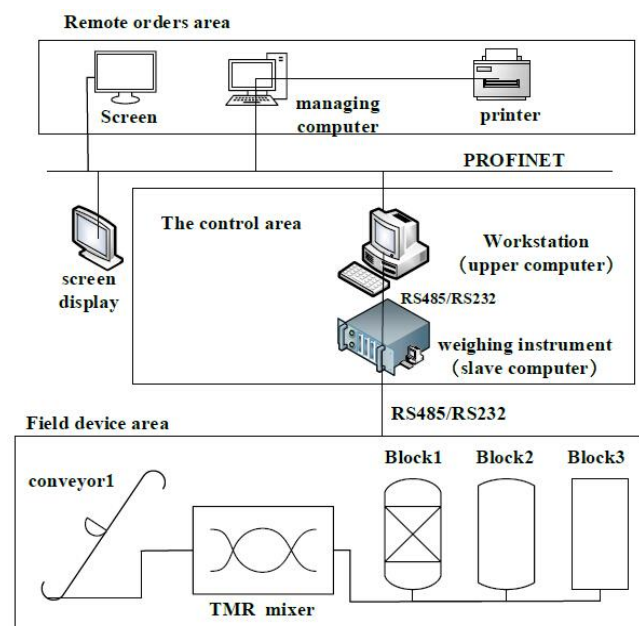 Remote orders area
Screen
managing
computer
printer
PROFINET
The control area
Workstation
（upper computer）
screen
display
RS485/RS232
weighing instrument
（slave computer）
RS485/RS232
Field device area
Block1
Block2
Block3
conveyor1
TMR mixer